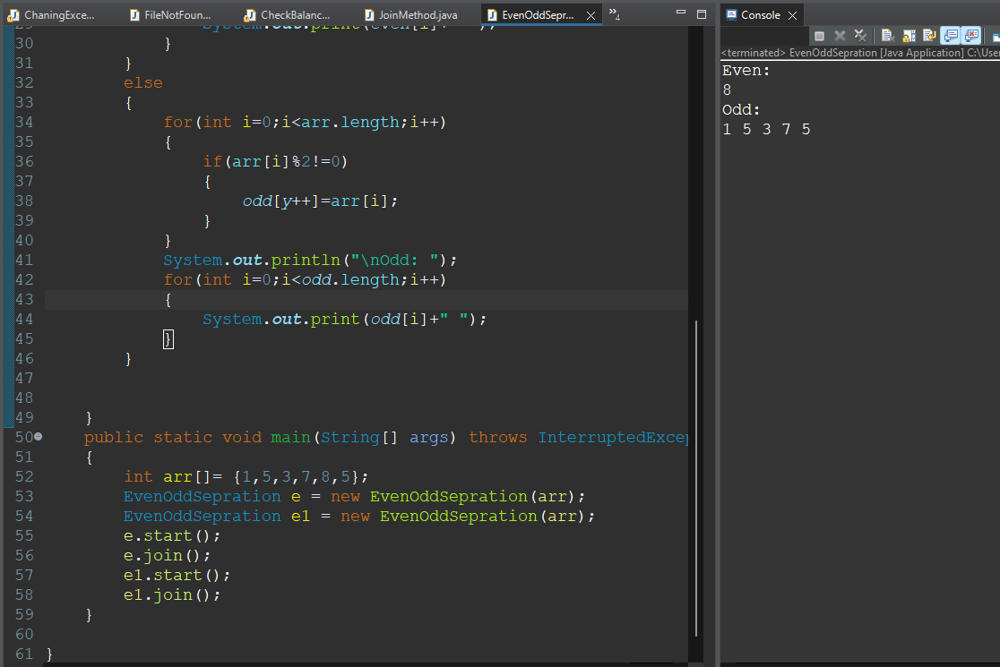 ChaningExce...
FileNotFoun...
CheckBalanc...
JoinMethod.java
EvenOddSepr...
4
30 }
31 }
32 else
33 {
34 for(int i=0;i<arr.length;i++)
35 {
36 if(arr[i]%2!=0)
37 {
38 odd[y++]=arr[i];
39 }
40 }
41 System.out.println("\nOdd: ");
42 for(int i=0;i<odd.length;i++)
43 {
44 System.out.print(odd[i]+" ");
45 }
46 }
47
48
49 }
50 public static void main(String[] args) throws InterruptedExcep
51 {
52 int arr[]= {1,5,3,7,8,5};
53 EvenOddSepration e = new EvenOddSepration(arr);
54 EvenOddSepration e1 = new EvenOddSepration(arr);
55 e.start();
56 e.join();
57 e1.start();
58 e1.join();
59 }
60
61 }
Console
<terminated> EvenOddSepration [Java Application] C:\User
Even:
8
Odd:
1 5 3 7 5